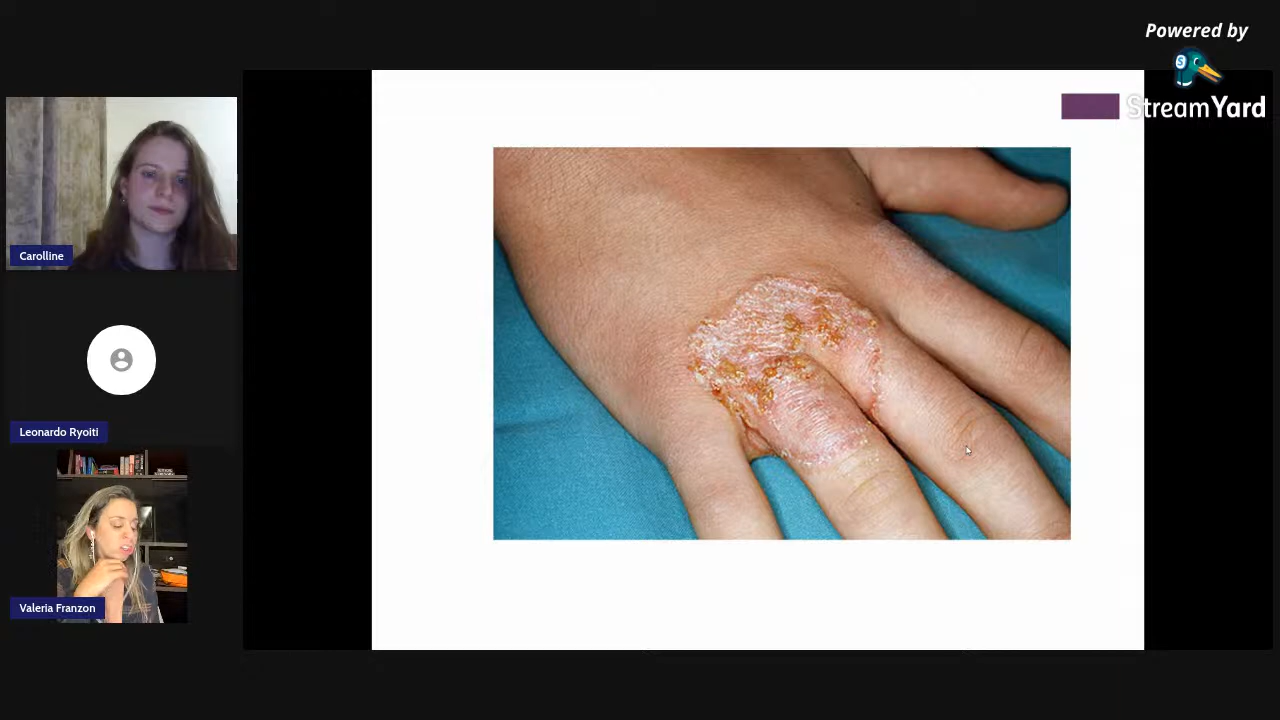 Powered by
StreamYard
Carolline
Leonardo Ryoiti
Valeria Franzon